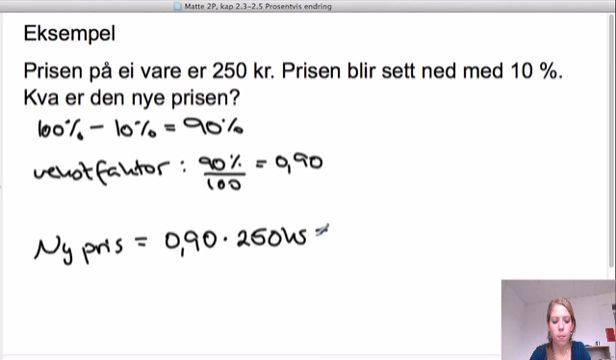 Matte 2P, kap 2.3-2.5 Prosentvis endring
Eksempel
Prisen på ei vare er 250 kr. Prisen blir sett ned med 10 %.
Kva er den nye prisen?
100% - 10% = 90%
vekstfaktor : 90%/100 = 0,90
Ny pris = 0,90 · 250kr =